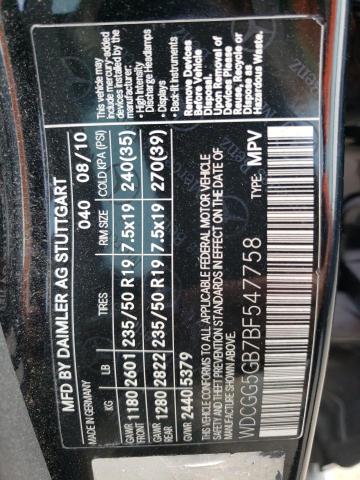 MFD. BY DAIMLER AG STUTTGART
MADE IN GERMANY 040 08/10
KG LB TIRES RIM SIZE COLD KPA (PSI)
GAWR FRONT 1180 2601 235/50 R19 7.5x19 240(35)
GAWR REAR 1280 2822 235/50 R19 7.5x19 270(39)
GVWR 2440 5379
THIS VEHICLE CONFORMS TO ALL APPLICABLE FEDERAL MOTOR VEHICLE
SAFETY AND THEFT PREVENTION STANDARDS IN EFFECT ON THE DATE OF
MANUFACTURE SHOWN ABOVE.
WDCGG5GB7BF547758 TYPE: MPV
This vehicle may
include mercury-added
devices installed by the
• High Intensity
Discharge Headlamps
• Displays
• Back-lit Instruments
Remove Devices
Before Vehicle
Disposal.
Upon Removal of
Devices Please
Reuse, Recycle or
Dispose as
Hazardous Waste.